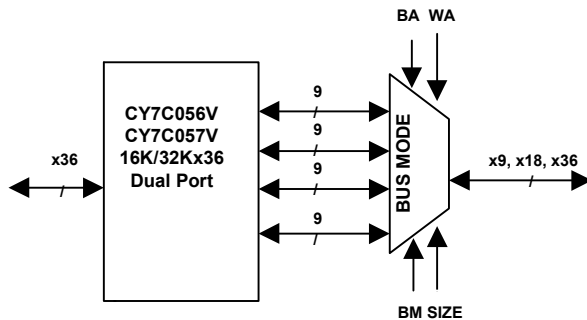 BA WA
9
CY7C056V
CY7C057V
16K/32Kx36
Dual Port
x36
9
9
9
BUS MODE
x9, x18, x36
BM SIZE